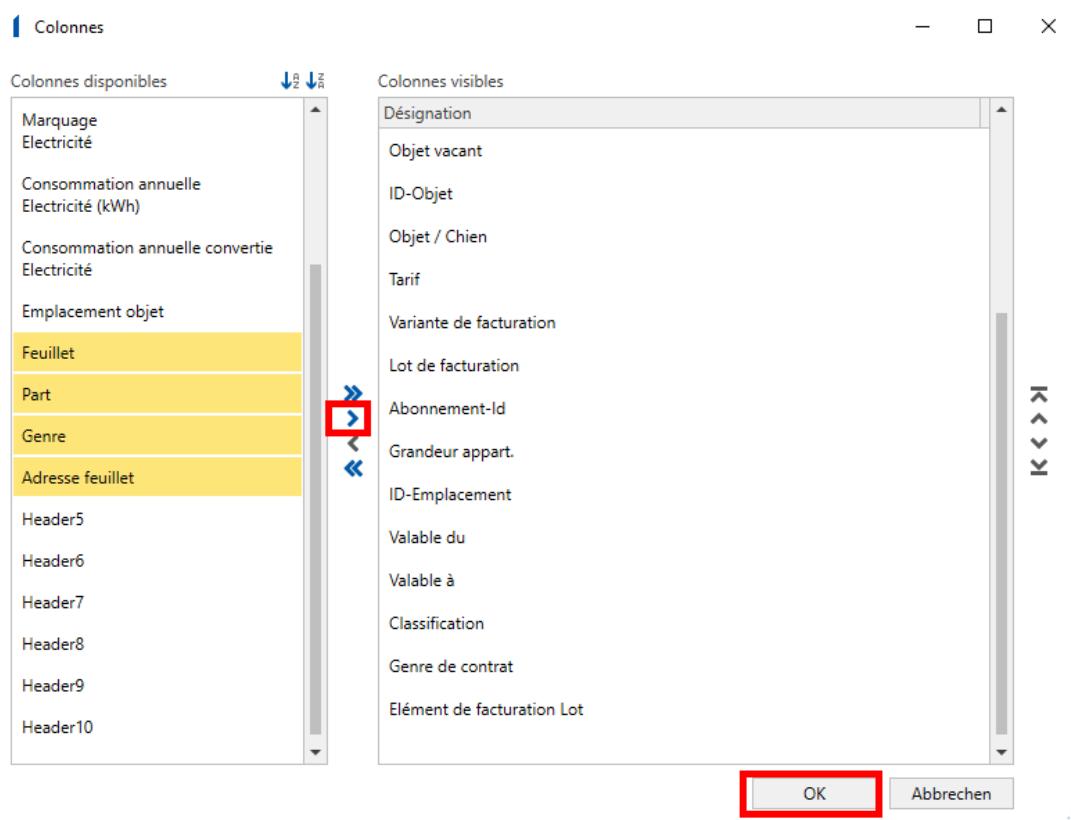 Colonnes
Colonnes disponibles
Marquage
Electricité
Consommation annuelle
Electricité (kWh)
Consommation annuelle convertie
Electricité
Emplacement objet
Feuillet
Part
Genre
Adresse feuillet
Header5
Header6
Header7
Header8
Header9
Header10
Colonnes visibles
Désignation
Objet vacant
ID-Objet
Objet / Chien
Tarif
Variante de facturation
Lot de facturation
Abonnement-Id
Grandeur appart.
ID-Emplacement
Valable du
Valable à
Classification
Genre de contrat
Elément de facturation Lot
OK
Abbrechen